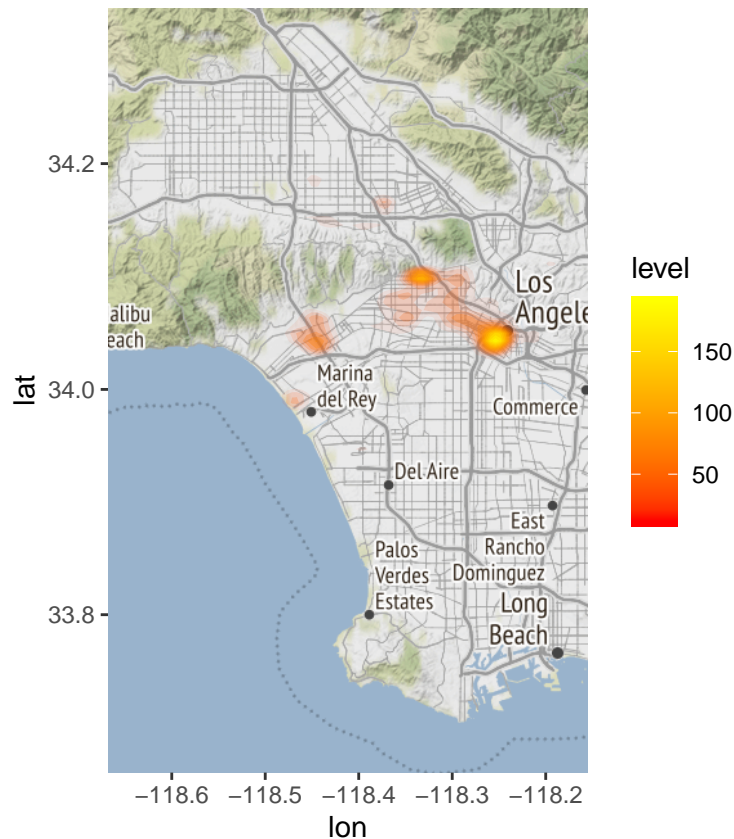 34.2
34.0
33.8
lat
−118.6
−118.5
−118.4
−118.3
−118.2
lon
alibu
each
Los
Angele
Marina
del Rey
Commerce
Del Aire
East
Rancho
Dominguez
Palos
Verdes
Estates
Long
Beach
level
150
100
50